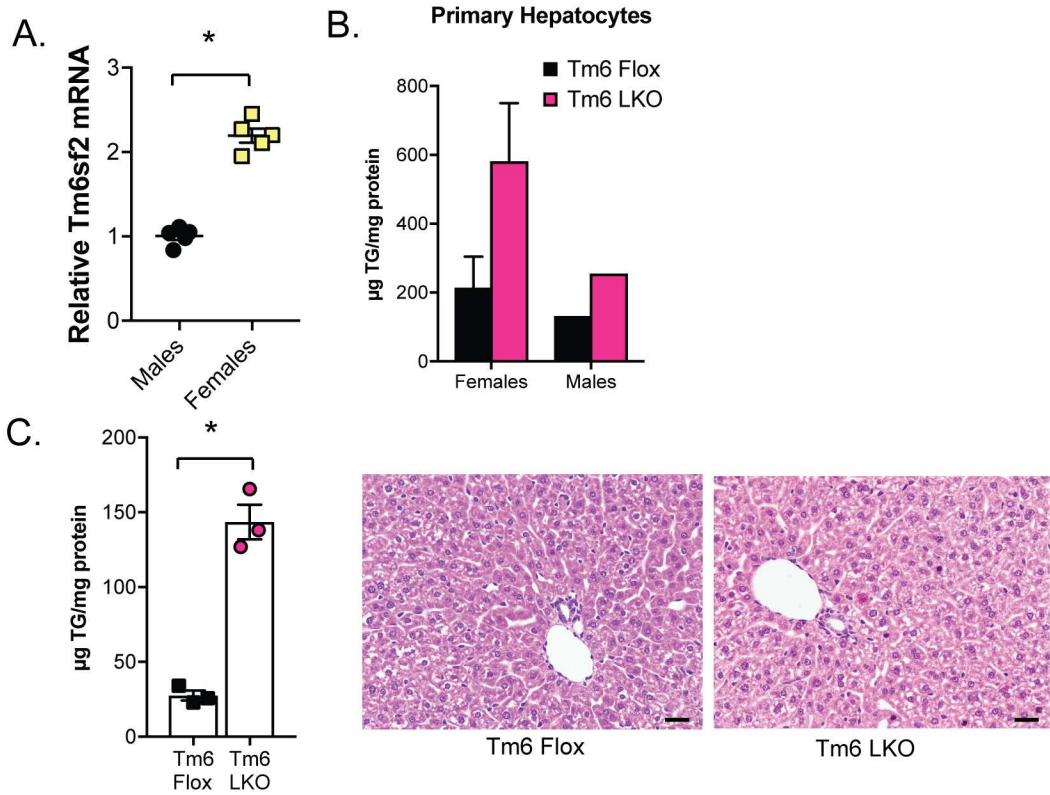 A.
*
Relative Tm6sf2 mRNA
3
2
1
0
Males
Females
B.
Primary Hepatocytes
Tm6 Flox
Tm6 LKO
µg TG/mg protein
800
600
400
200
0
Females
Males
C.
*
µg TG/mg protein
200
150
100
50
0
Tm6
Flox
Tm6
LKO
Tm6 Flox
Tm6 LKO